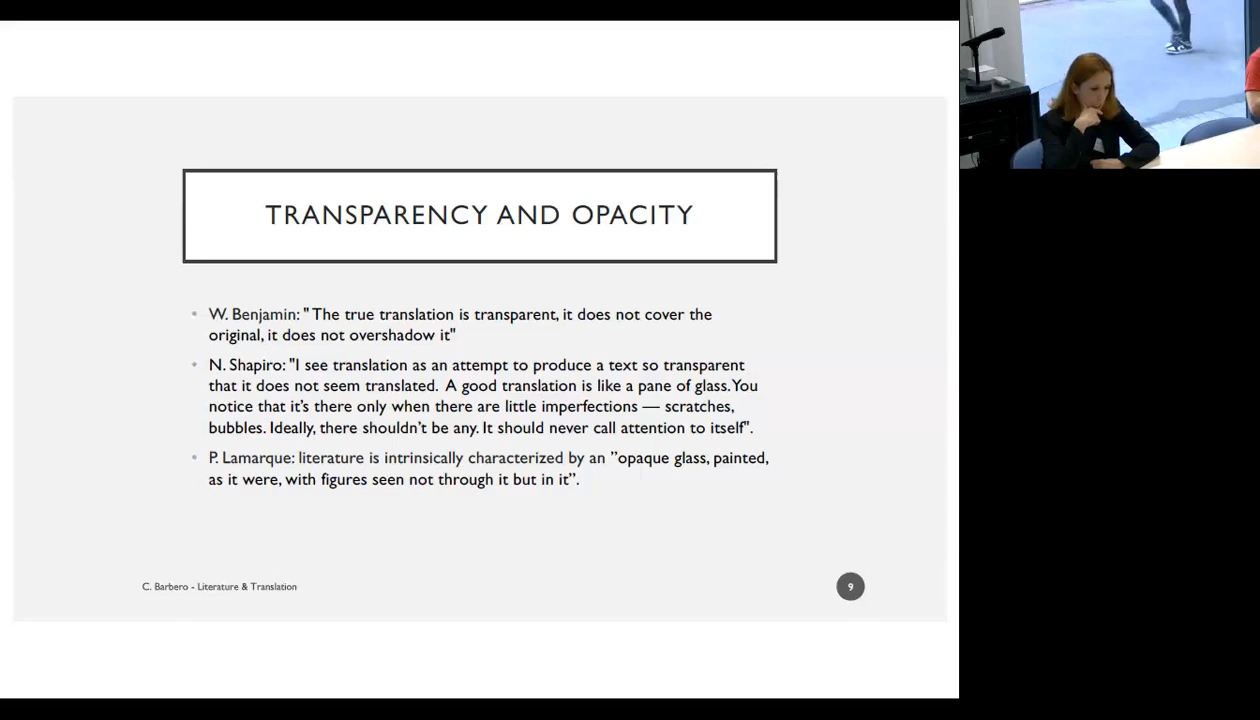 TRANSPARENCY AND OPACITY
• W. Benjamin: " The true translation is transparent, it does not cover the
original, it does not overshadow it"
• N. Shapiro: "I see translation as an attempt to produce a text so transparent
that it does not seem translated. A good translation is like a pane of glass. You
notice that it's there only when there are little imperfections — scratches,
bubbles. Ideally, there shouldn't be any. It should never call attention to itself".
• P. Lamarque: literature is intrinsically characterized by an ”opaque glass, painted,
as it were, with figures seen not through it but in it”.
C. Barbero - Literature & Translation
9